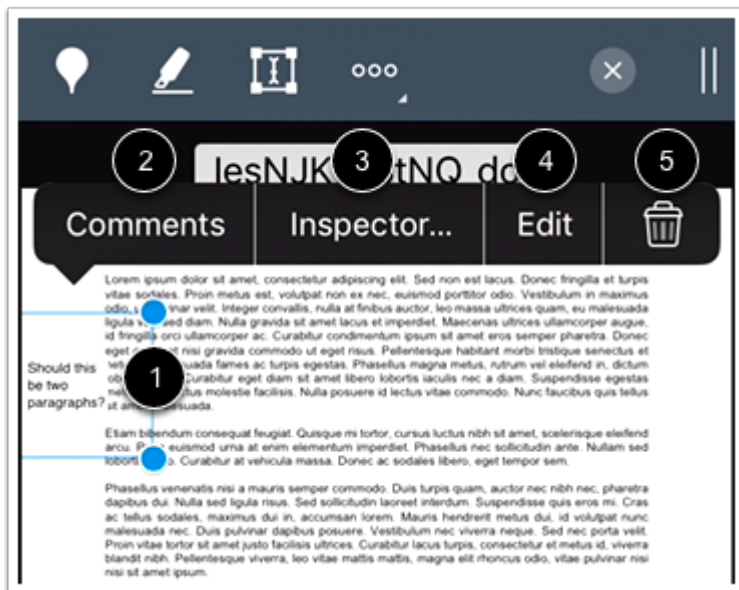 2
3
4
5
Comments
Inspector...
Edit
Lorem ipsum dolor sit amet, consectetur adipiscing elit. Sed non est lacus. Donec fringilla et turpis
vitae sodales. Proin metus est, volutpat non ex nec, euismod porttitor odio. Vestibulum in maximus
velit. Integer convallis, nulla at finibus auctor, leo massa ultrices quam, eu malesuada
ligula sed diam. Nulla gravida sit amet lacus et imperdiet. Maecenas ultrices ullamcorper augue,
id fringilla orci ullamcorper ac. Curabitur condimentum ipsum sit amet eros semper pharetra. Donec
eget nisi gravida commodo ut eget risus. Pellentesque habitant morbi tristique senectus et
fames ac turpis egestas. Phasellus magna metus, rutrum vel eleifend in, dictum
Curabitur eget diam sit amet libero lobortis iaculis nec a diam. Suspendisse egestas
molestie facilisis. Nulla posuere id lectus vitae commodo. Nunc faucibus quis tellus
Should this
be two
paragraphs?
1
Etiam bibendum consequat feugiat. Quisque mi tortor, cursus luctus nibh sit amet, scelerisque eleifend
arcu. euismod urna at enim elementum imperdiet. Phasellus nec sollicitudin ante. Nullam sed
Curabitur at vehicula massa. Donec ac sodales libero, eget tempor sem.
Phasellus venenatis nisi a mauris semper commodo. Duis turpis quam, auctor nec nibh nec, pharetra
dapibus dui. Nulla sed ligula risus. Sed sollicitudin laoreet interdum. Suspendisse quis eros mi. Cras
ac tellus sodales, maximus dui in, accumsan lorem. Mauris hendrerit metus dui, id volutpat nunc
malesuada nec. Duis pulvinar dapibus posuere. Vestibulum nec viverra neque. Sed nec porta velit.
Proin vitae tortor sit amet justo facilisis ultrices. Curabitur lacus turpis, consectetur et metus id, viverra
blandit nibh. Pellentesque viverra, leo vitae mattis mattis, magna elit rhoncus odio, vitae pulvinar nisi
nisi sit amet ipsum.